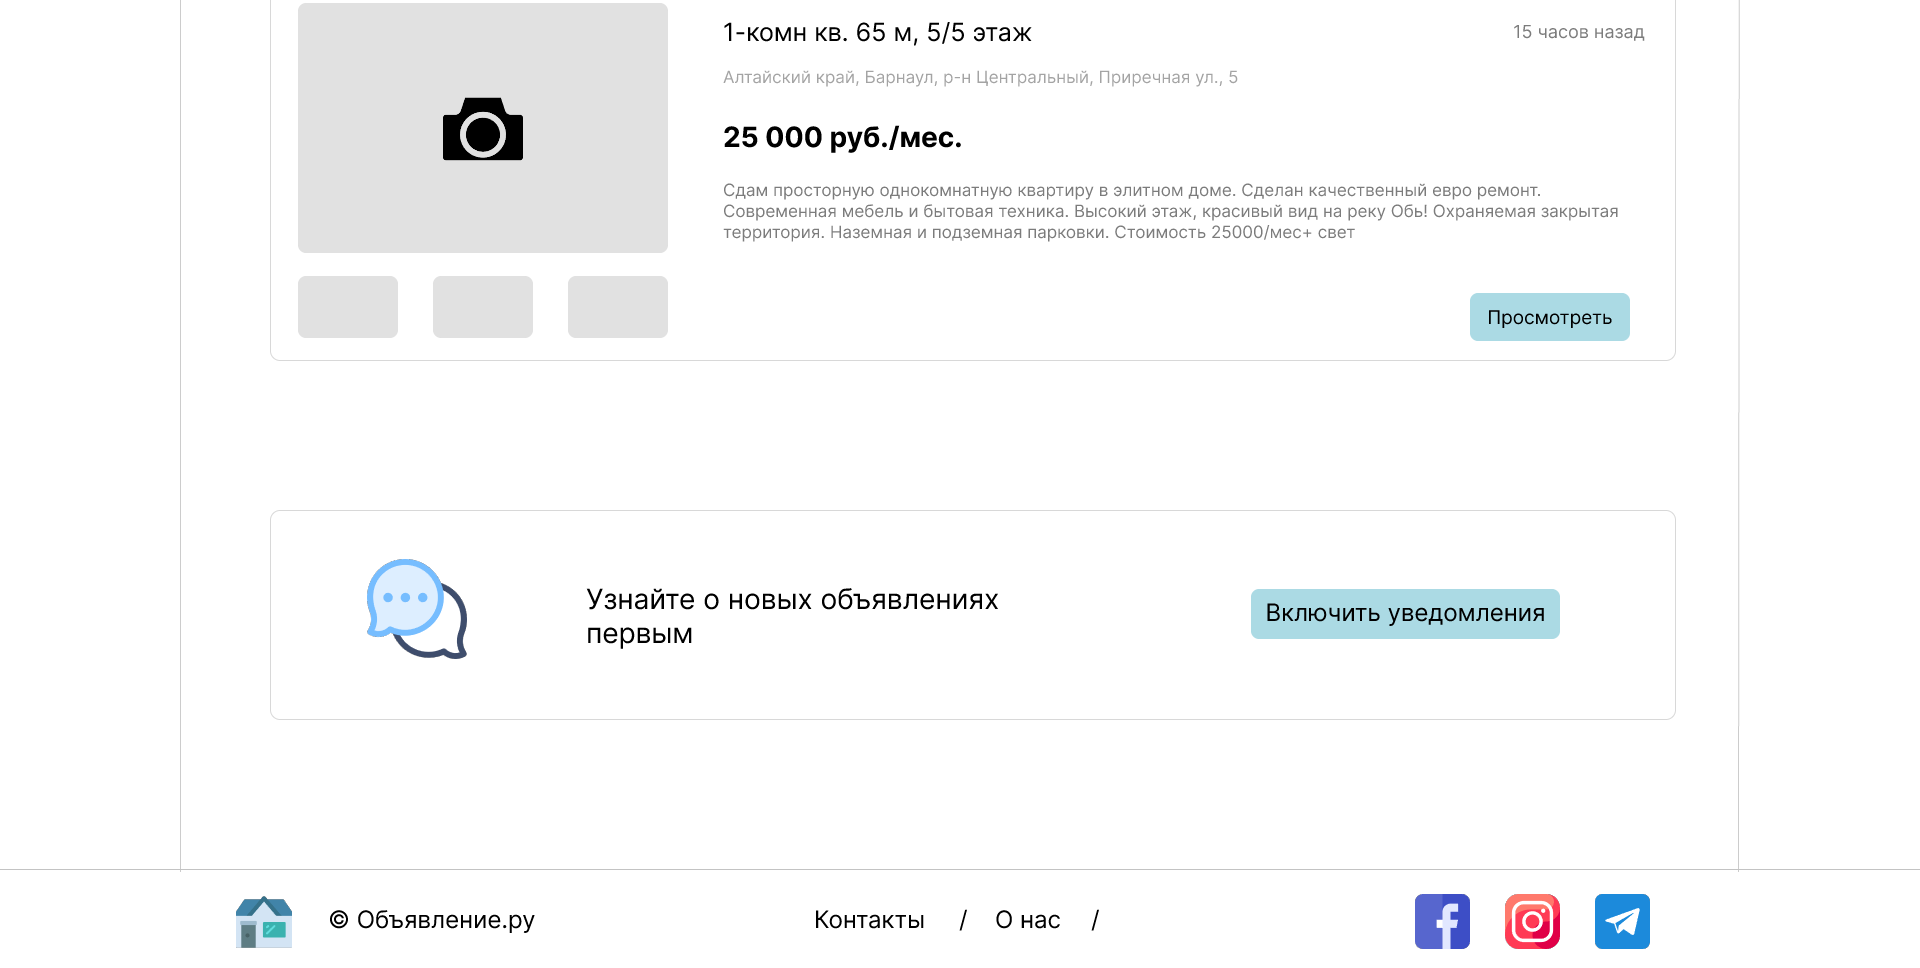 1-комн кв. 65 м, 5/5 этаж
15 часов назад
Алтайский край, Барнаул, р-н Центральный, Приречная ул., 5
25 000 руб./мес.
Сдам просторную однокомнатную квартиру в элитном доме. Сделан качественный евро ремонт.
Современная мебель и бытовая техника. Высокий этаж, красивый вид на реку Обь! Охраняемая закрытая
территория. Наземная и подземная парковки. Стоимость 25000/мес+ свет
Просмотреть
Узнайте о новых объявлениях
первым
Включить уведомления
© Объявление.ру
Контакты / О нас /